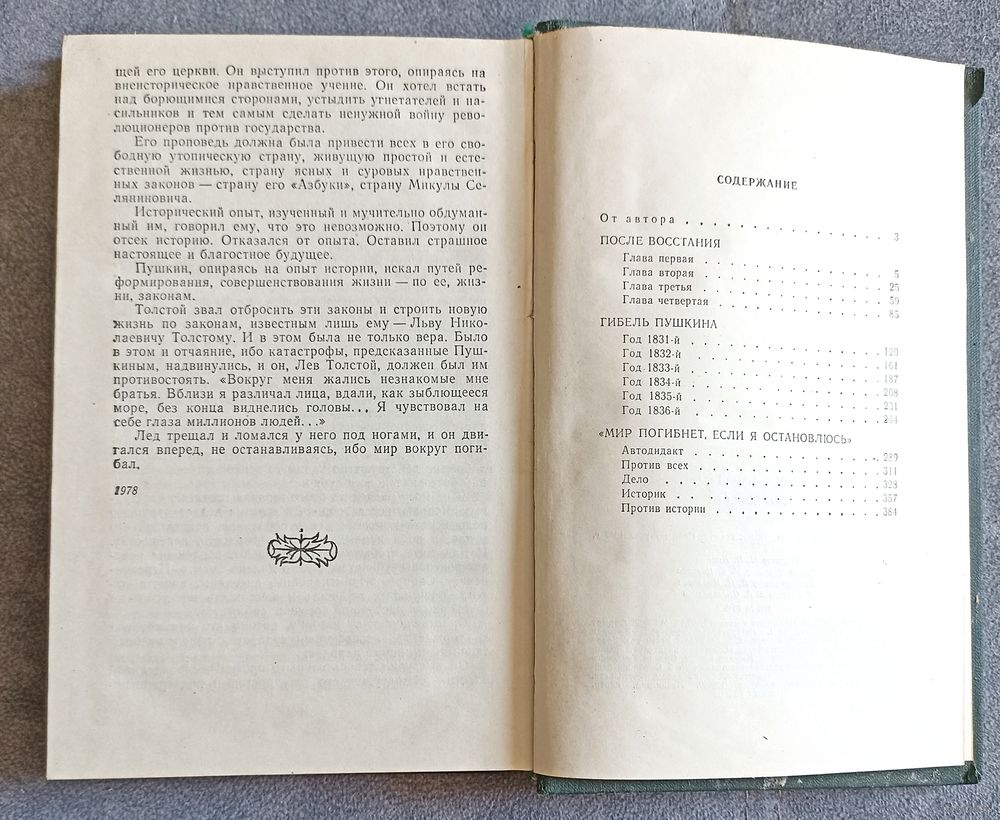 щей его церкви. Он выступил против этого, опираясь на
внеисторическое нравственное учение. Он хотел встать
над борющимися сторонами, устыдить угнетателей и на-
сильников и тем самым сделать ненужной войну рево-
люционеров против государства.
Его проповедь должна была привести всех в его сво-
бодную утопическую страну, живущую простой и есте-
ственной жизнью, страну ясных и суровых нравствен-
ных законов — страну его «Азбуки», страну Микулы Се-
ляниновича.
Исторический опыт, изученный и мучительно обдуман-
ный им, говорил ему, что это невозможно. Поэтому он
отсек историю. Отказался от опыта. Оставил страшное
настоящее и благостное будущее.
Пушкин, опираясь на опыт истории, искал путей ре-
формирования, совершенствования жизни — по ее, жиз-
ни, законам.
Толстой звал отбросить эти законы и строить новую
жизнь по законам, известным лишь ему — Льву Нико-
лаевичу Толстому. И в этом была не только вера. Было
в этом и отчаяние, ибо катастрофы, предсказанные Пуш-
киным, надвинулись, и он, Лев Толстой, должен был им
противостоять. «Вокруг меня жались незнакомые мне
братья. Вблизи я различал лица, вдали, как зыблющееся
море, без конца виднелись головы... Я чувствовал на
себе глаза миллионов людей...»
Лед трещал и ломался у него под ногами, и он дви-
гался вперед, не останавливаясь, ибо мир вокруг поги-
бал.
1978
СОДЕРЖАНИЕ
От автора . . . . . . . . . . . . . 3
ПОСЛЕ ВОССТАНИЯ
Глава первая . . . . . . . . . . . . 5
Глава вторая . . . . . . . . . . . . 25
Глава третья . . . . . . . . . . . . 59
Глава четвертая . . . . . . . . . . . . 85
ГИБЕЛЬ ПУШКИНА
Год 1831-й . . . . . . . . . . . . 120
Год 1832-й . . . . . . . . . . . . 161
Год 1833-й . . . . . . . . . . . . 187
Год 1834-й . . . . . . . . . . . . 208
Год 1835-й . . . . . . . . . . . . 231
Год 1836-й . . . . . . . . . . . . 264
«МИР ПОГИБНЕТ, ЕСЛИ Я ОСТАНОВЛЮСЬ»
Автодидакт . . . . . . . . . . . . 289
Против всех . . . . . . . . . . . . 311
Дело . . . . . . . . . . . . 328
Историк . . . . . . . . . . . . 357
Против истории . . . . . . . . . . . . 384